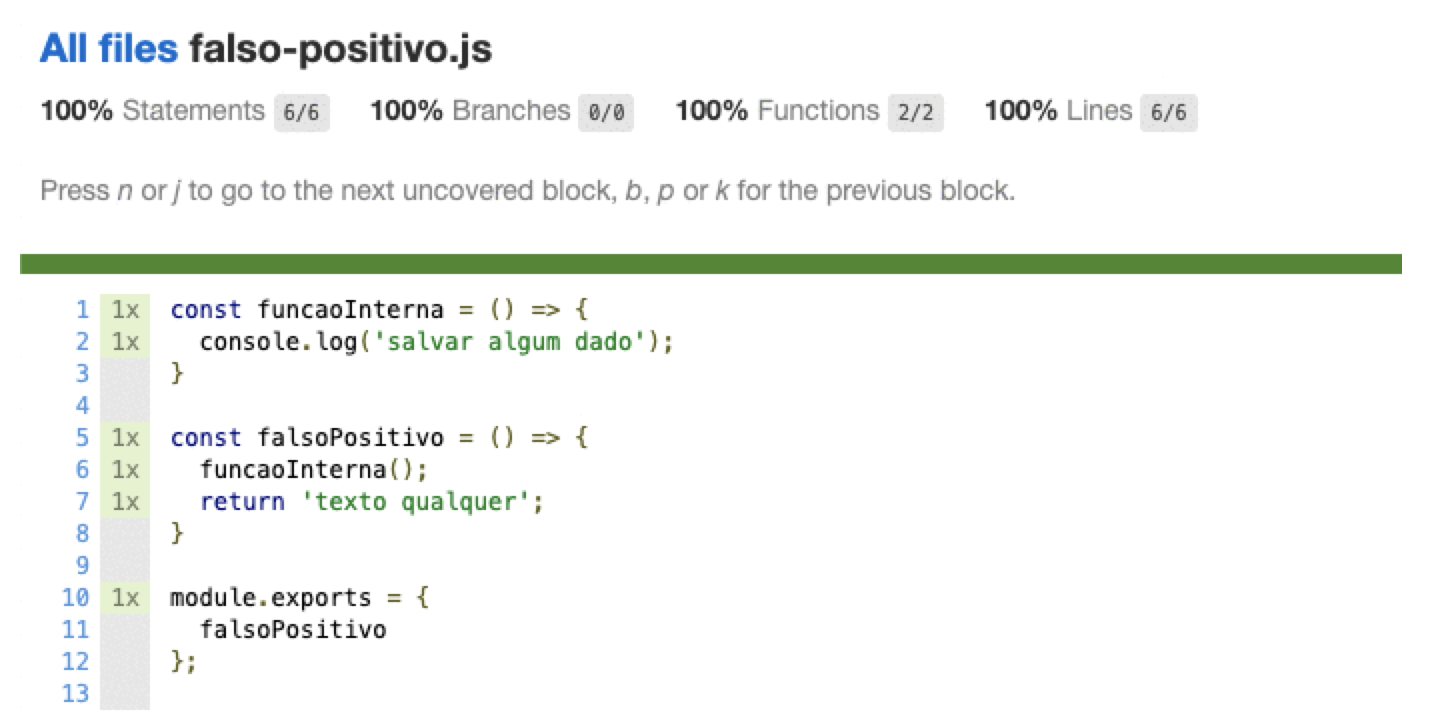 All files falso-positivo.js
100% Statements 6/6 100% Branches 0/0 100% Functions 2/2 100% Lines 6/6
Press n or j to go to the next uncovered block, b, p or k for the previous block.
1 1x const funcaoInterna = () => {
2 1x   console.log('salvar algum dado');
3 }
4
5 1x const falsoPositivo = () => {
6 1x   funcaoInterna();
7 1x   return 'texto qualquer';
8 }
9
10 1x module.exports = {
11   falsoPositivo
12 };
13